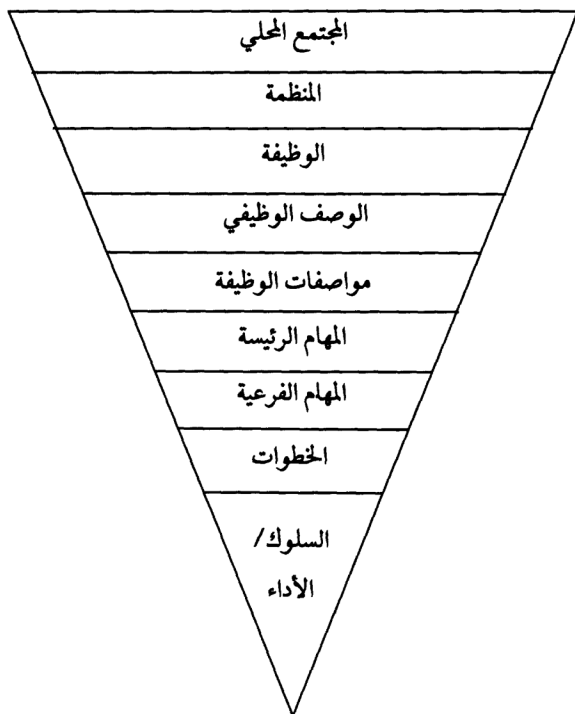 المجتمع المحلي
المنظمة
الوظيفة
الوصف الوظيفي
مواصفات الوظيفة
المهام الرئيسة
المهام الفرعية
الخطوات
السلوك/
الأداء